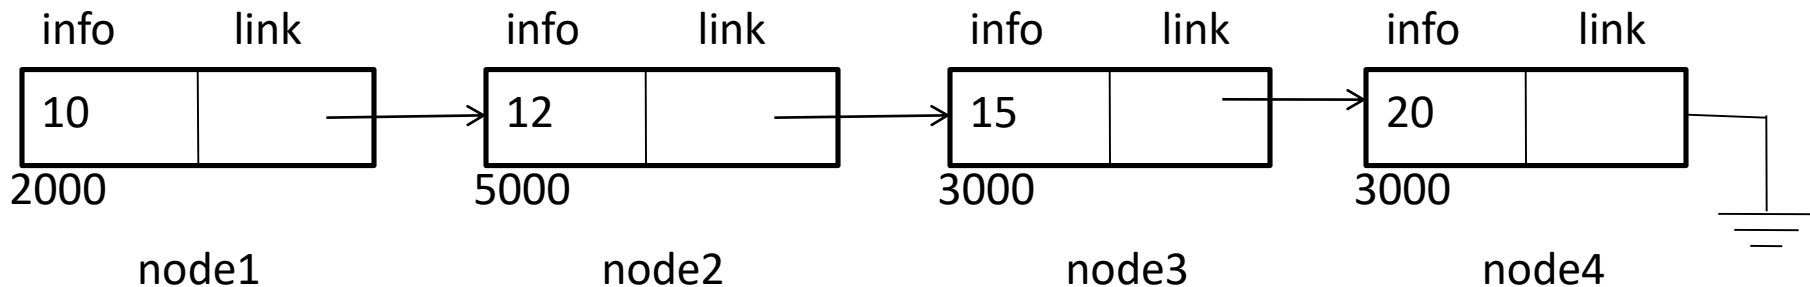 info link info link info link info link
10 12 15 20
2000 5000 3000 3000
node1 node2 node3 node4